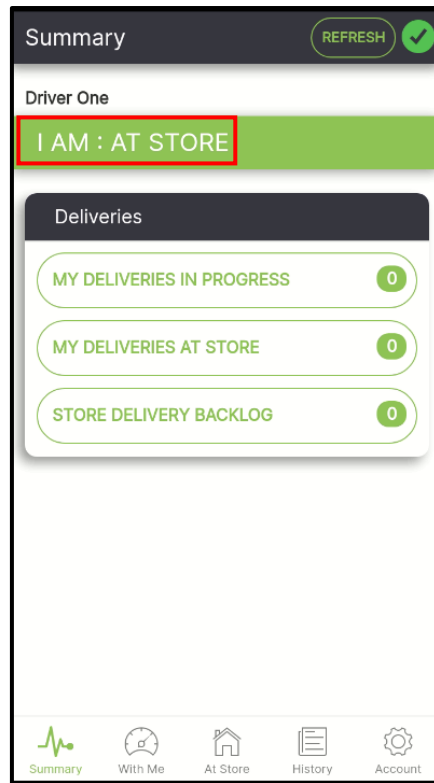 Summary
REFRESH
Driver One
I AM : AT STORE
Deliveries
MY DELIVERIES IN PROGRESS 0
MY DELIVERIES AT STORE 0
STORE DELIVERY BACKLOG 0
Summary With Me At Store History Account